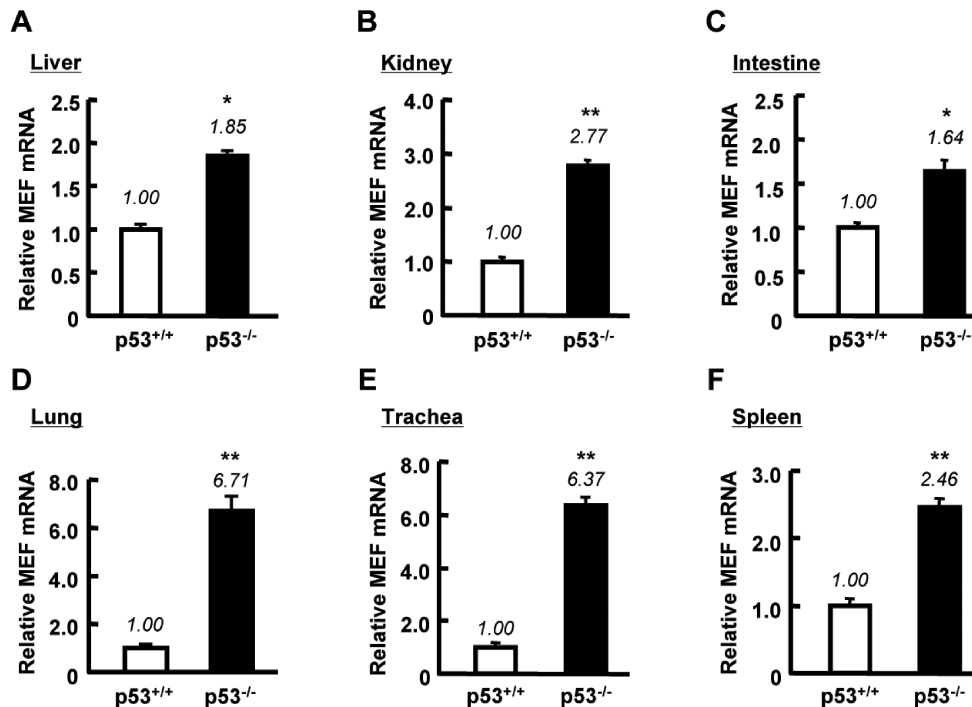 A
Liver
Relative MEF mRNA
2.5
2.0
1.5
1.0
0.5
0
1.00
*
1.85
p53+/+ p53-/-
B
Kidney
Relative MEF mRNA
4.0
3.0
2.0
1.0
0
1.00
**
2.77
p53+/+ p53-/-
C
Intestine
Relative MEF mRNA
2.5
2.0
1.5
1.0
0.5
0
1.00
*
1.64
p53+/+ p53-/-
D
Lung
Relative MEF mRNA
8.0
6.0
4.0
2.0
0
1.00
**
6.71
p53+/+ p53-/-
E
Trachea
Relative MEF mRNA
8.0
6.0
4.0
2.0
0
1.00
**
6.37
p53+/+ p53-/-
F
Spleen
Relative MEF mRNA
3.0
2.0
1.0
0
1.00
**
2.46
p53+/+ p53-/-